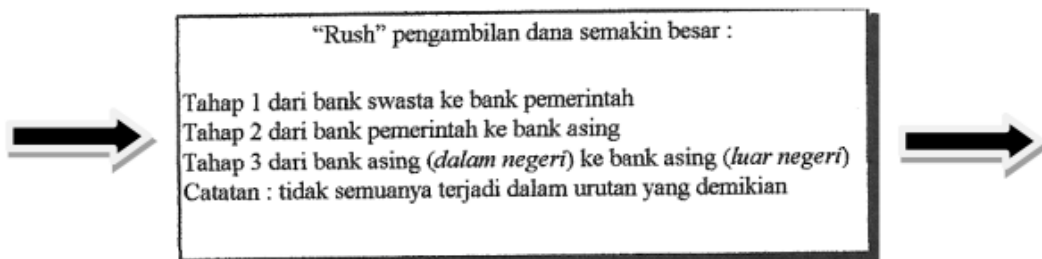 “Rush” pengambilan dana semakin besar :
Tahap 1 dari bank swasta ke bank pemerintah
Tahap 2 dari bank pemerintah ke bank asing
Tahap 3 dari bank asing (dalam negeri) ke bank asing (luar negeri)
Catatan : tidak semuanya terjadi dalam urutan yang demikian